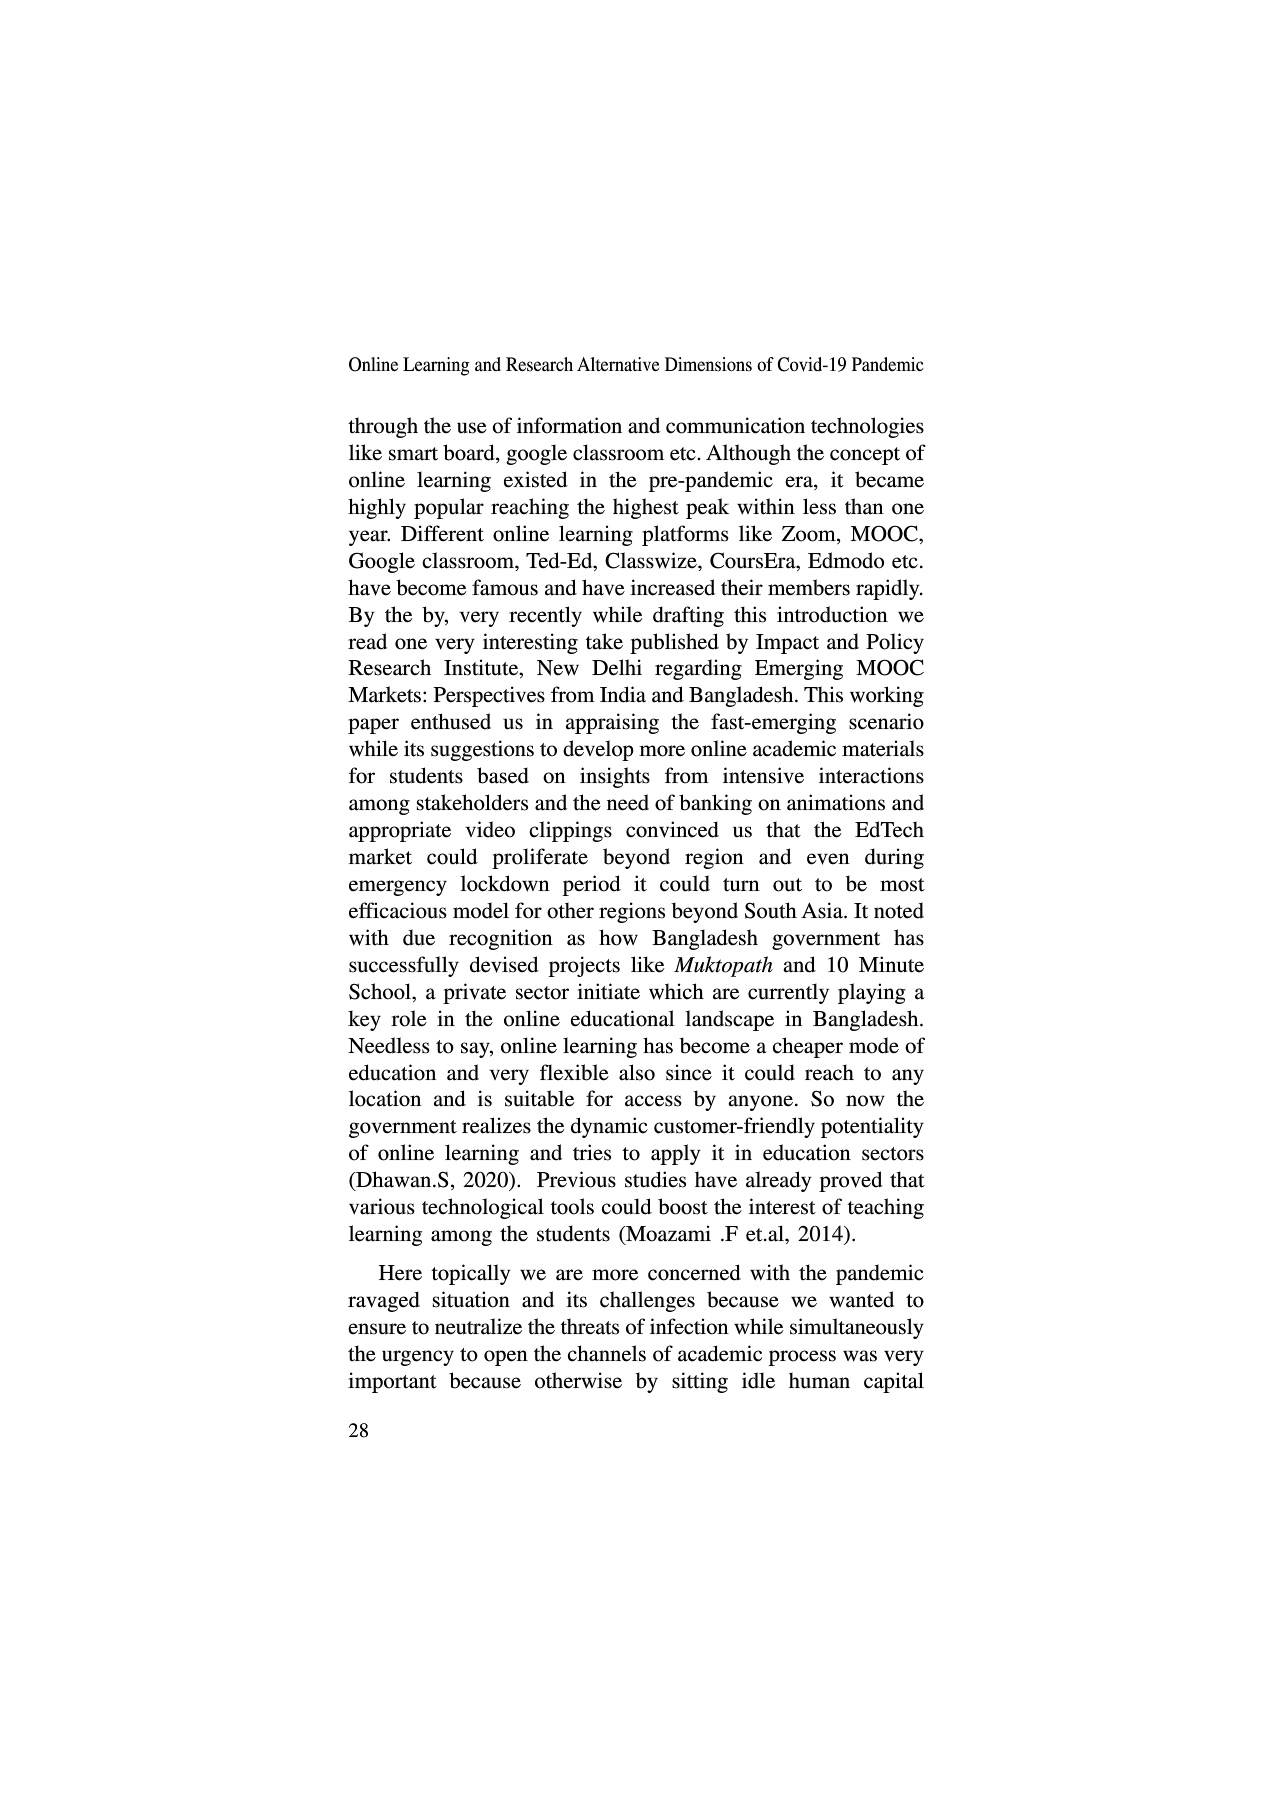 Online Learning and Research Alternative Dimensions of Covid-19 Pandemic
through the use of information and communication technologies
like smart board, google classroom etc. Although the concept of
online learning existed in the pre-pandemic era, it became
highly popular reaching the highest peak within less than one
year. Different online learning platforms like Zoom, MOOC,
Google classroom, Ted-Ed, Classwize, CoursEra, Edmodo etc.
have become famous and have increased their members rapidly.
By the by, very recently while drafting this introduction we
read one very interesting take published by Impact and Policy
Research Institute, New Delhi regarding Emerging MOOC
Markets: Perspectives from India and Bangladesh. This working
paper enthused us in appraising the fast-emerging scenario
while its suggestions to develop more online academic materials
for students based on insights from intensive interactions
among stakeholders and the need of banking on animations and
appropriate video clippings convinced us that the EdTech
market could proliferate beyond region and even during
emergency lockdown period it could turn out to be most
efficacious model for other regions beyond South Asia. It noted
with due recognition as how Bangladesh government has
successfully devised projects like Muktopath and 10 Minute
School, a private sector initiate which are currently playing a
key role in the online educational landscape in Bangladesh.
Needless to say, online learning has become a cheaper mode of
education and very flexible also since it could reach to any
location and is suitable for access by anyone. So now the
government realizes the dynamic customer-friendly potentiality
of online learning and tries to apply it in education sectors
(Dhawan.S, 2020).  Previous studies have already proved that
various technological tools could boost the interest of teaching
learning among the students (Moazami .F et.al, 2014).
Here topically we are more concerned with the pandemic
ravaged situation and its challenges because we wanted to
ensure to neutralize the threats of infection while simultaneously
the urgency to open the channels of academic process was very
important because otherwise by sitting idle human capital
28